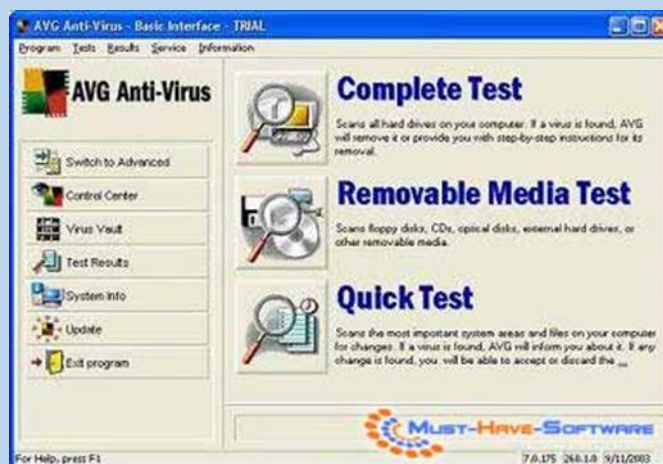 AVG Anti-Virus - Basic Interface - TRIAL
Program Tests Results Service Information
AVG Anti-Virus
Switch to Advanced
Control Center
Virus Vault
Test Results
System Info
Update
Exit program
Complete Test
Scans all hard drives on your computer. If a virus is found, AVG
will remove it or provide you with step-by-step instructions for its
removal.
Removable Media Test
Scans floppy disks, CDs, optical disks, external hard drives, or
other removable media.
Quick Test
Scans the most important system areas and files on your computer
for changes. If a virus is found, AVG will inform you about it. If any
change is found, you will be able to accept or discard the ...
Must-Have-Software
For Help, press F1
7.0.175 268.1.0 9/11/2003